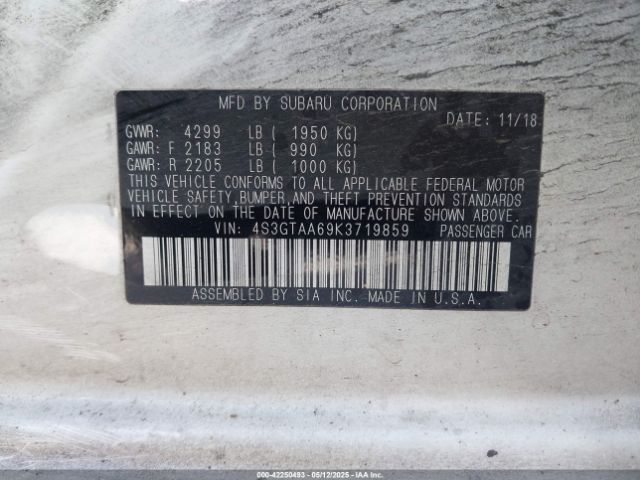 MFD BY SUBARU CORPORATION
DATE: 11/18
GVWR: 4299 LB ( 1950 KG)
GAWR: F 2183 LB ( 990 KG)
GAWR: R 2205 LB ( 1000 KG)
THIS VEHICLE CONFORMS TO ALL APPLICABLE FEDERAL MOTOR
VEHICLE SAFETY,BUMPER,AND THEFT PREVENTION STANDARDS
IN EFFECT ON THE DATE OF MANUFACTURE SHOWN ABOVE.
VIN: 4S3GTAA69K3719859 PASSENGER CAR
ASSEMBLED BY SIA INC. MADE IN U.S.A.
000-42250493 - 05/12/2025 - IAAI.COM